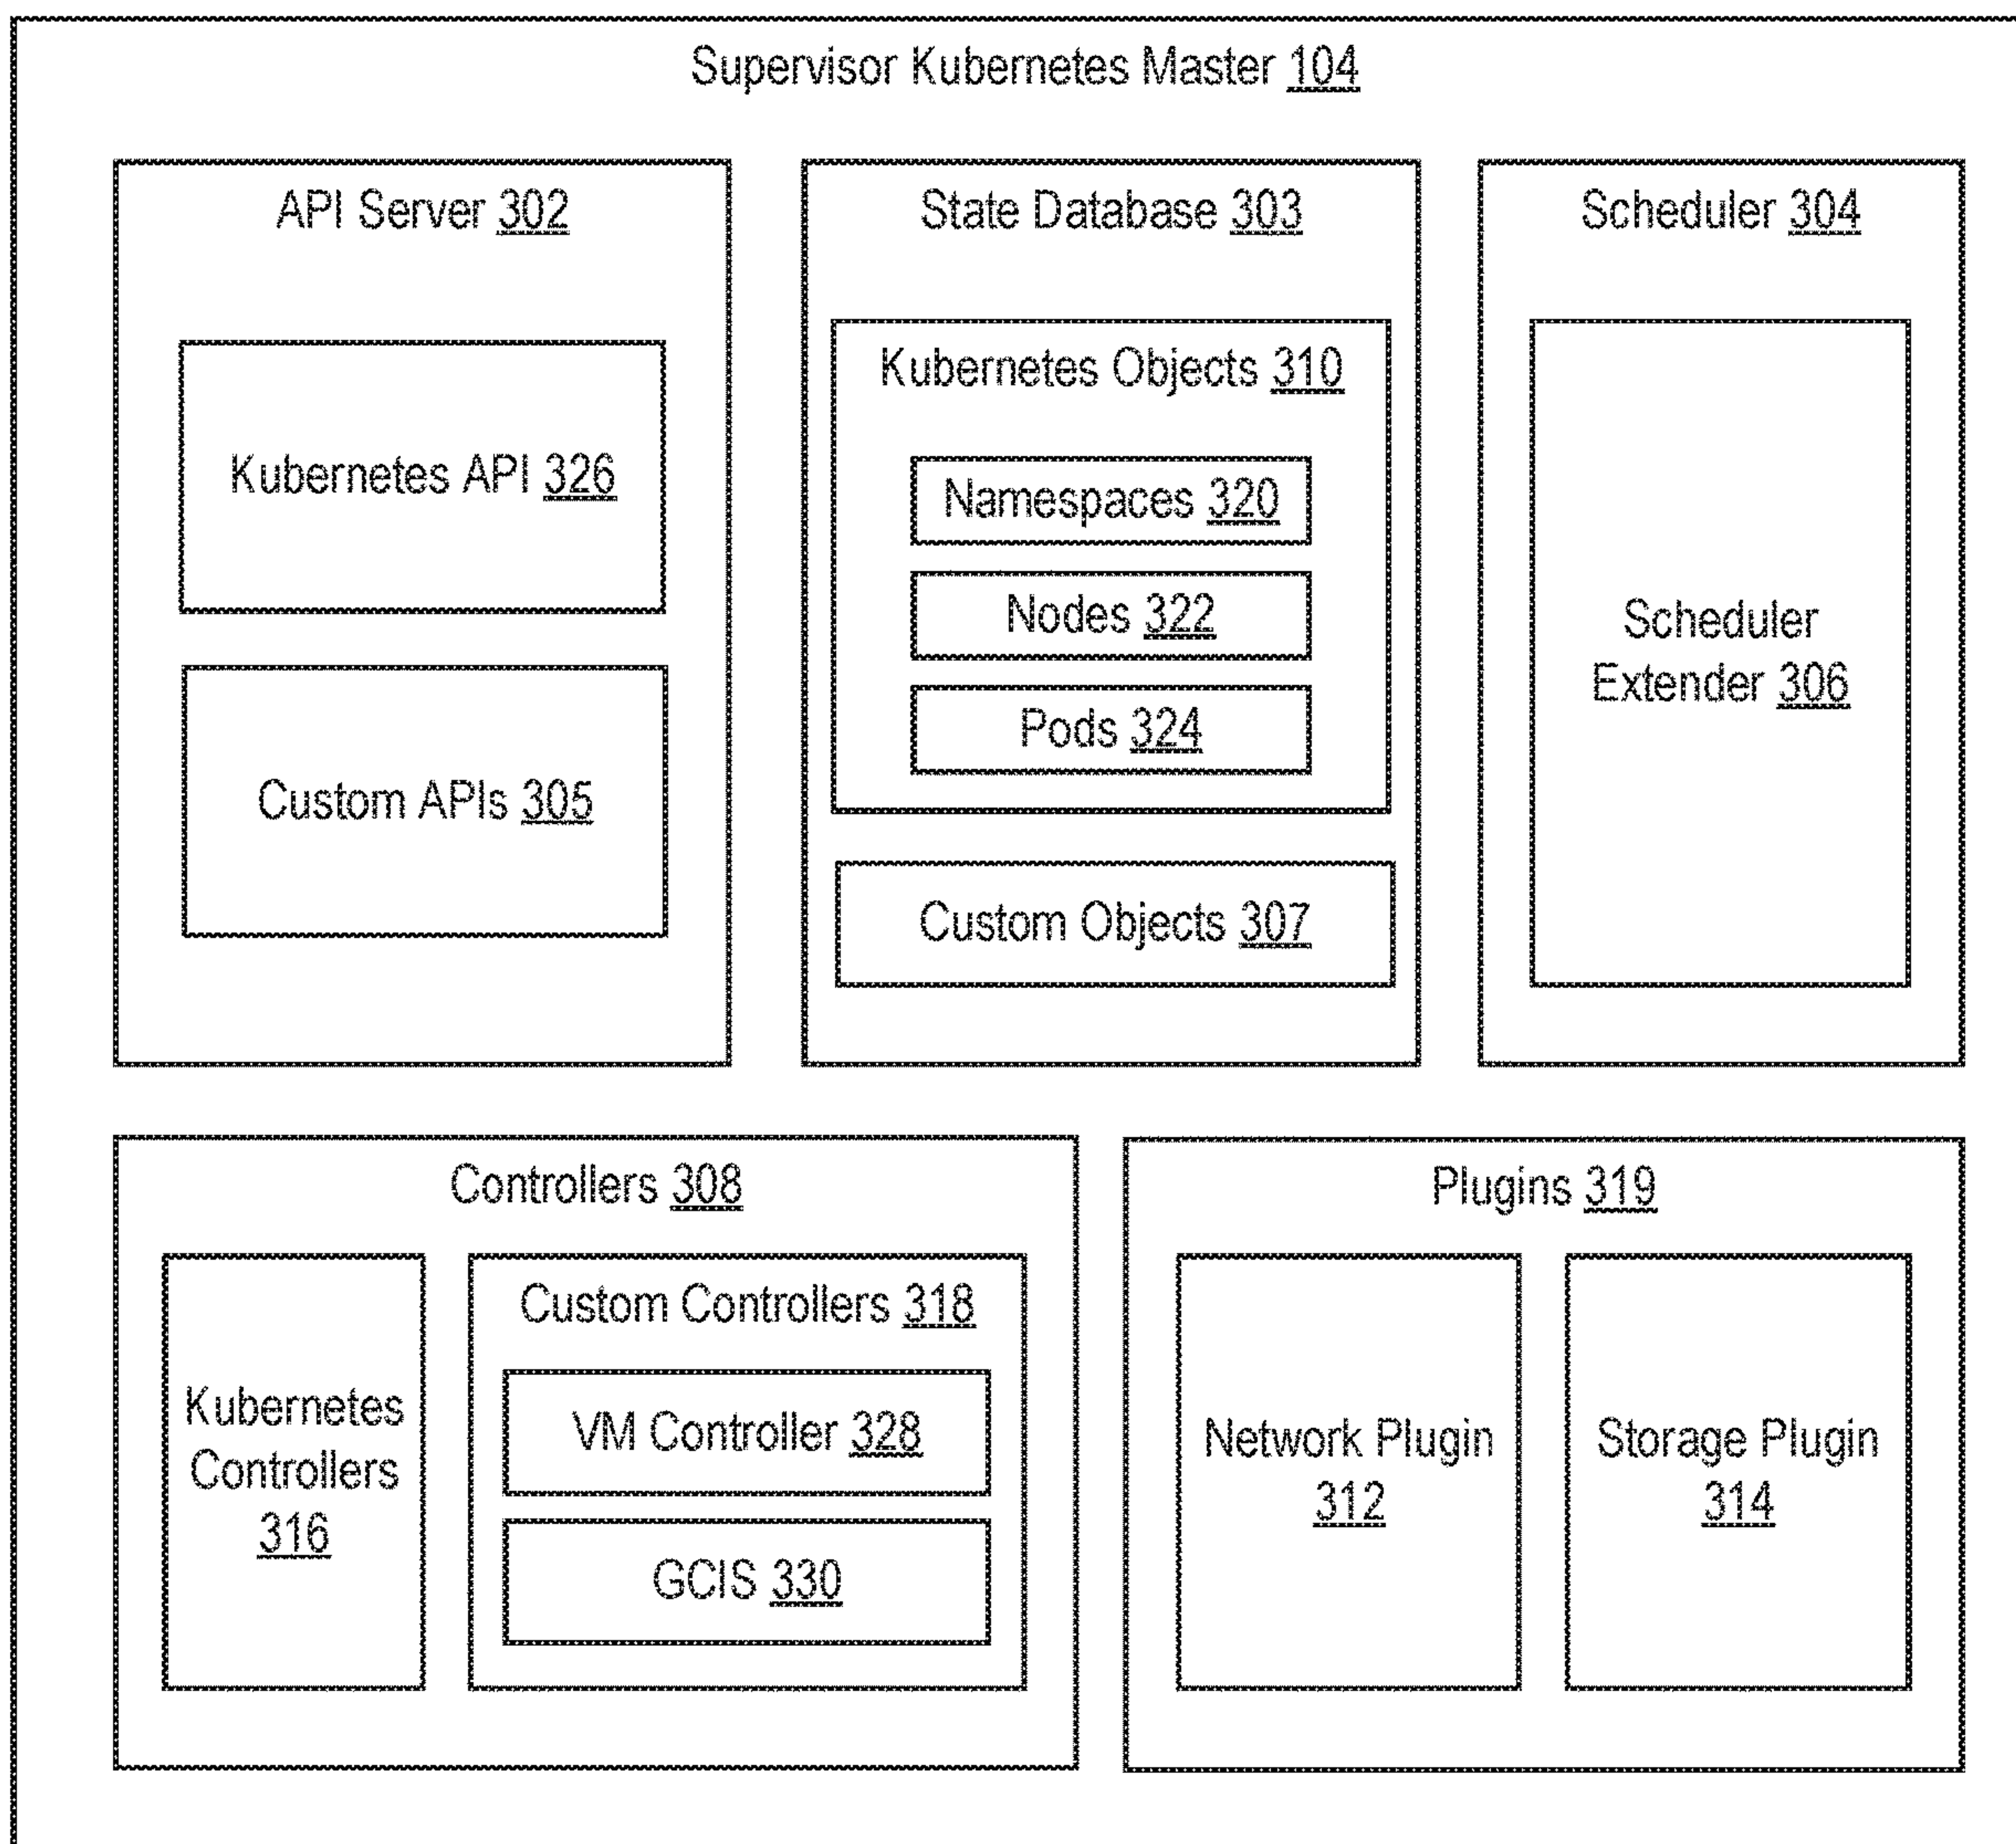 Supervisor Kubernetes Master 104
API Server 302
Kubernetes API 326
Custom APIs 305
State Database 303
Kubernetes Objects 310
Namespaces 320
Nodes 322
Pods 324
Custom Objects 307
Scheduler 304
Scheduler
Extender 306
Controllers 308
Kubernetes
Controllers
316
Custom Controllers 318
VM Controller 328
GCIS 330
Plugins 319
Network Plugin
312
Storage Plugin
314